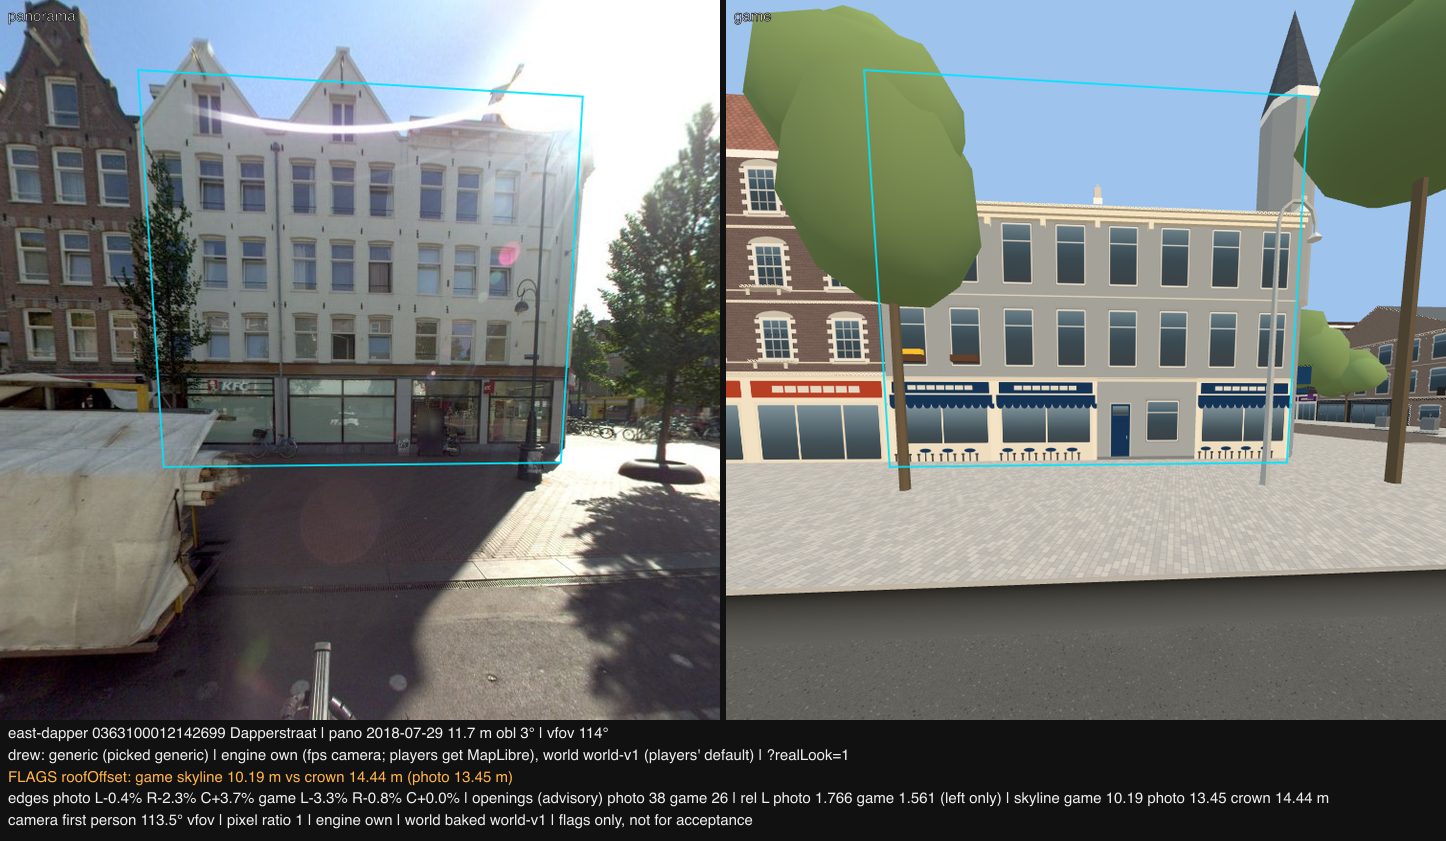 panorama
game
KFC
east-dapper 0363100012142699 Dapperstraat | pano 2018-07-29 11.7 m obl 3° | vfov 114°
drew: generic (picked generic) | engine own (fps camera; players get MapLibre), world world-v1 (players' default) | ?realLook=1
FLAGS roofOffset: game skyline 10.19 m vs crown 14.44 m (photo 13.45 m)
edges photo L-0.4% R-2.3% C+3.7% game L-3.3% R-0.8% C+0.0% | openings (advisory) photo 38 game 26 | rel L photo 1.766 game 1.561 (left only) | skyline game 10.19 photo 13.45 crown 14.44 m
camera first person 113.5° vfov | pixel ratio 1 | engine own | world baked world-v1 | flags only, not for acceptance